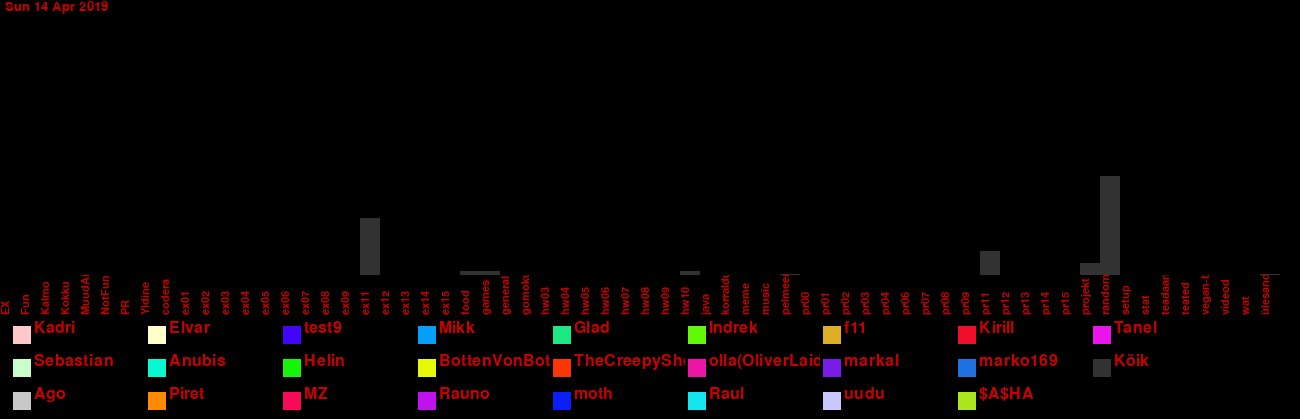 Sun 14 Apr 2019
EX
Fun
Kalmo
Kokku
MuudAi
NotFun
PR
Yldine
codera
ex01
ex02
ex03
ex04
ex05
ex06
ex07
ex08
ex09
ex11
ex12
ex13
ex14
ex15
food
games
general
gomoku
hw03
hw04
hw05
hw06
hw07
hw08
hw09
hw10
java
korraldu
meme
music
pelmeer
pr00
pr01
pr02
pr03
pr04
pr06
pr07
pr08
pr09
pr11
pr12
pr13
pr14
pr15
projekt
random
setup
stat
teadaan
teated
vegan-t
videod
wat
ülesand
Kadri Elvar test9 Mikk Glad Indrek f11 Kirill Tanel
Sebastian Anubis Helin BottenVonBot TheCreepyShe olla(OliverLaid markal marko169 Köik
Ago Piret MZ Rauno moth Raul uudu $A$HA